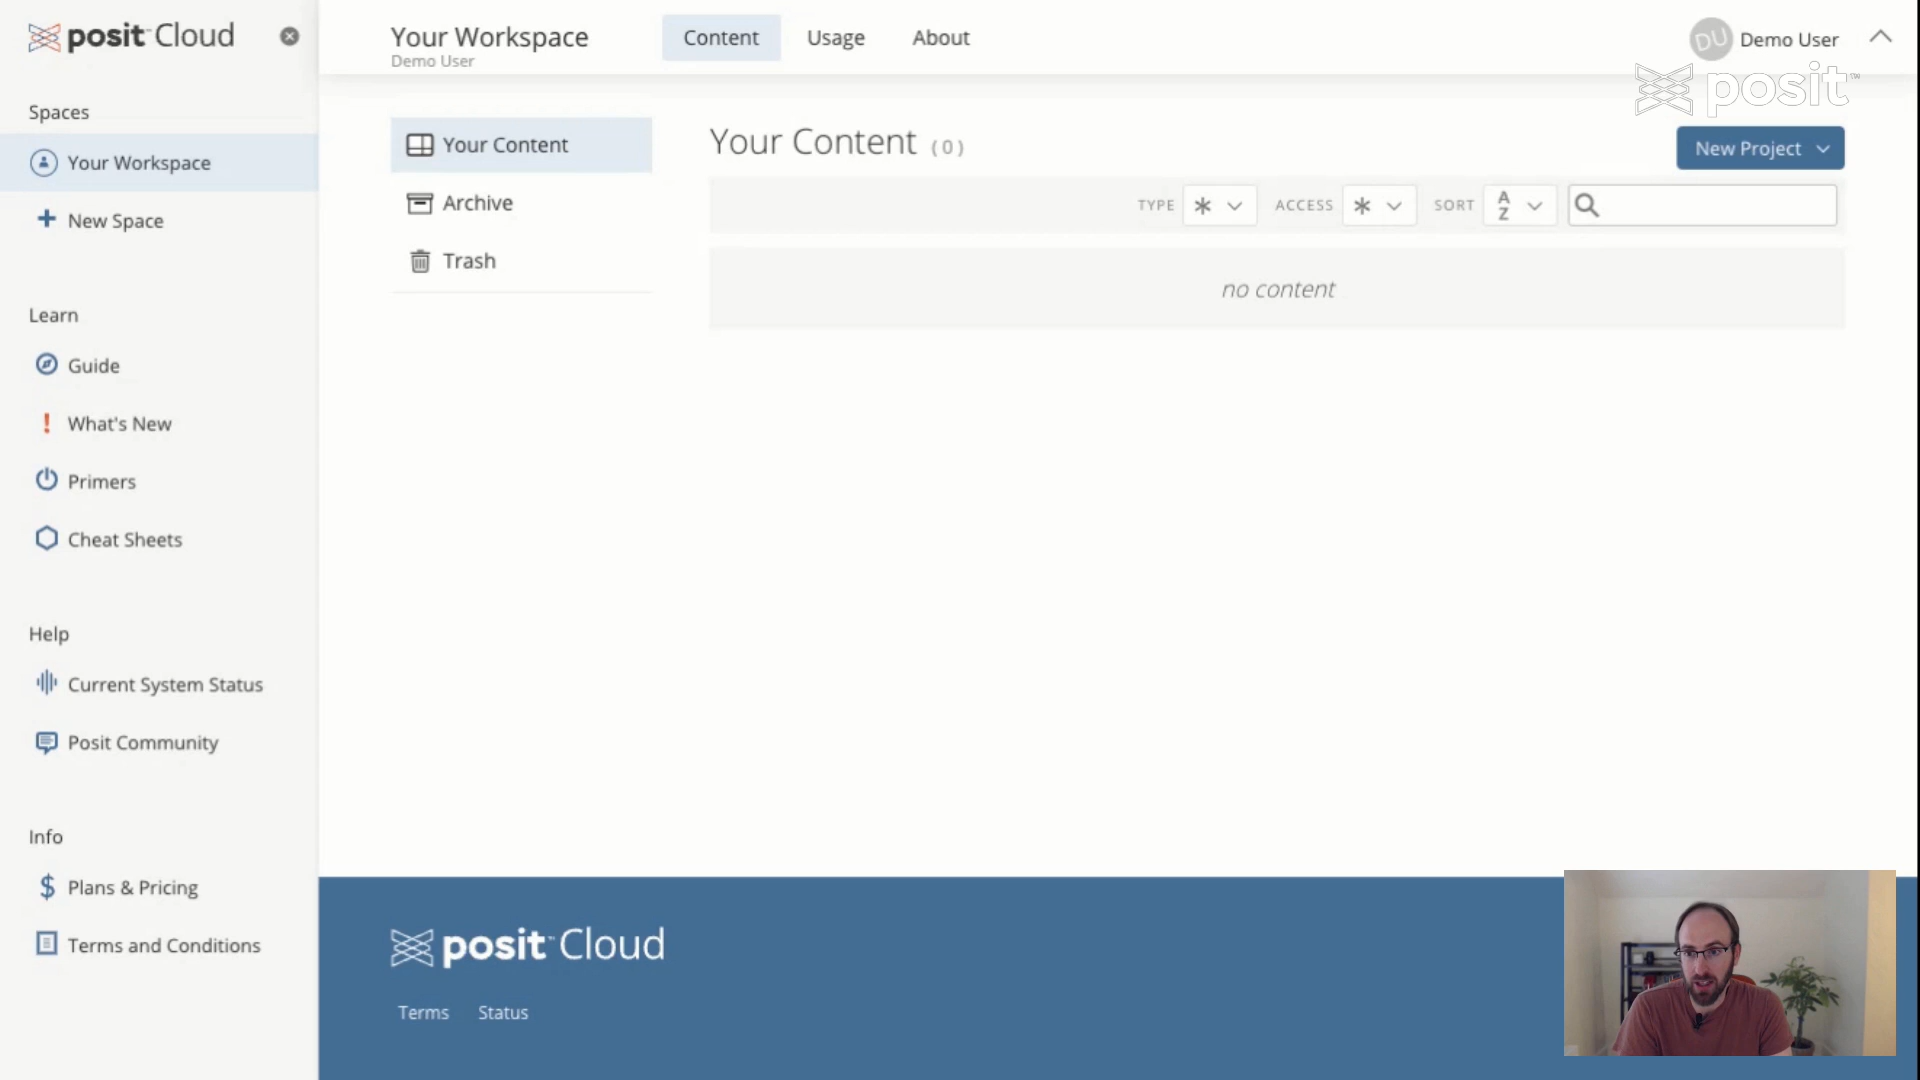 posit Cloud
Your Workspace
Demo User
Content
Usage
About
DU
Demo User
posit™
Spaces
Your Workspace
New Space
Learn
Guide
What's New
Primers
Cheat Sheets
Help
Current System Status
Posit Community
Info
Plans & Pricing
Terms and Conditions
Your Content
Archive
Trash
Your Content (0)
New Project
TYPE * ACCESS * SORT A Z
no content
posit Cloud
Terms
Status